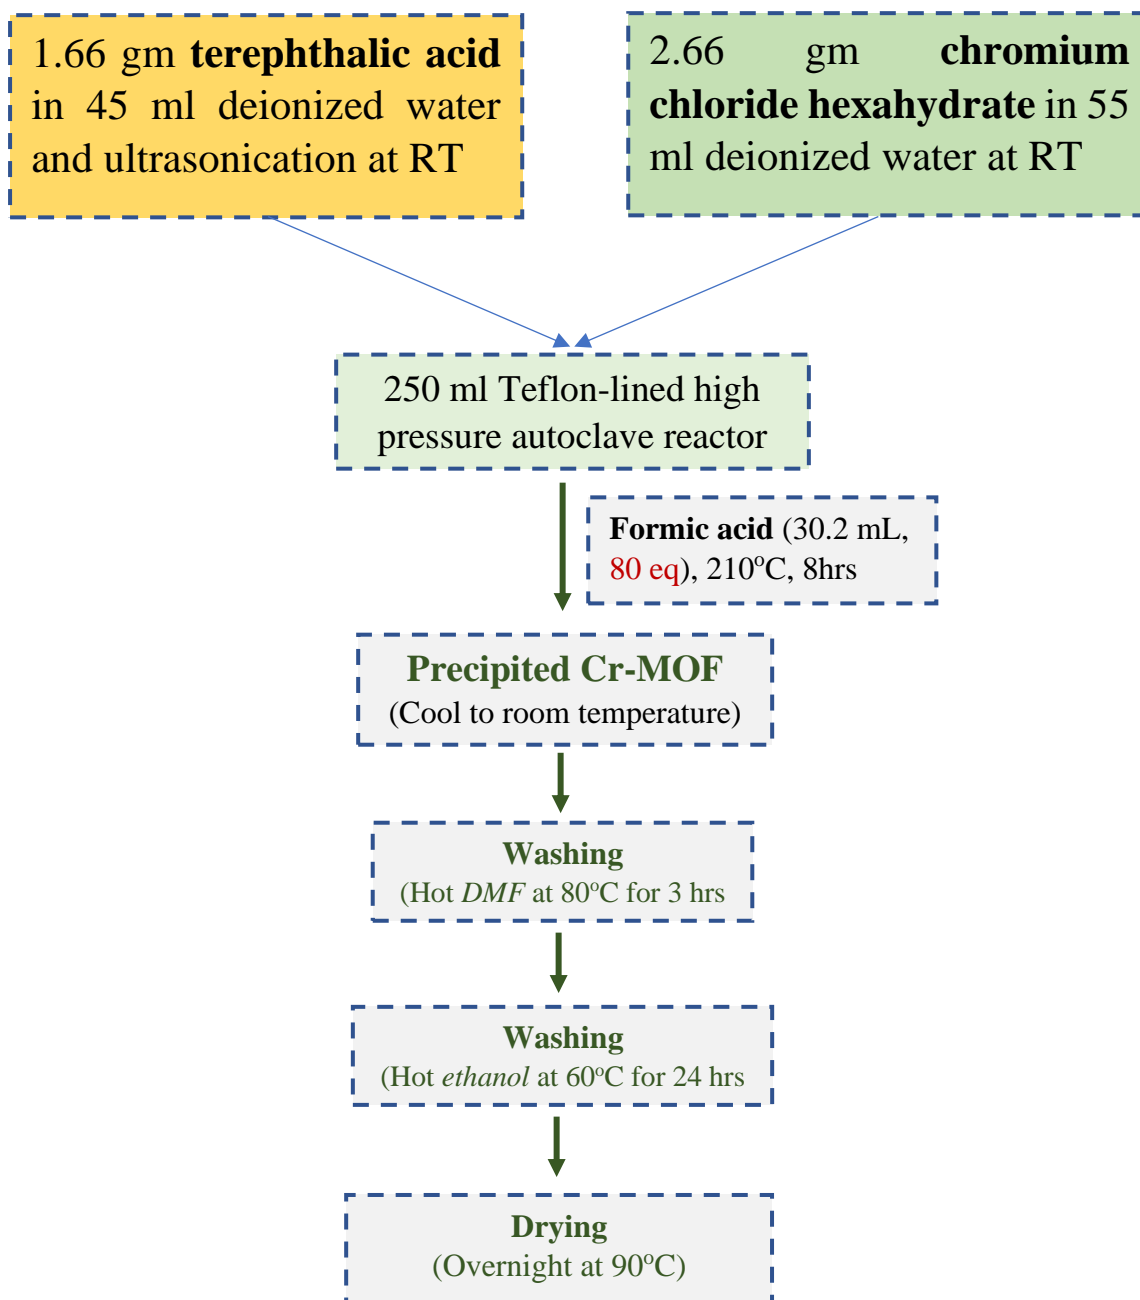 1.66 gm terephthalic acid
in 45 ml deionized water
and ultrasonication at RT
2.66 gm chromium
chloride hexahydrate in 55
ml deionized water at RT
250 ml Teflon-lined high
pressure autoclave reactor
Formic acid (30.2 mL,
80 eq), 210°C, 8hrs
Precipited Cr-MOF
(Cool to room temperature)
Washing
(Hot DMF at 80°C for 3 hrs
Washing
(Hot ethanol at 60°C for 24 hrs
Drying
(Overnight at 90°C)